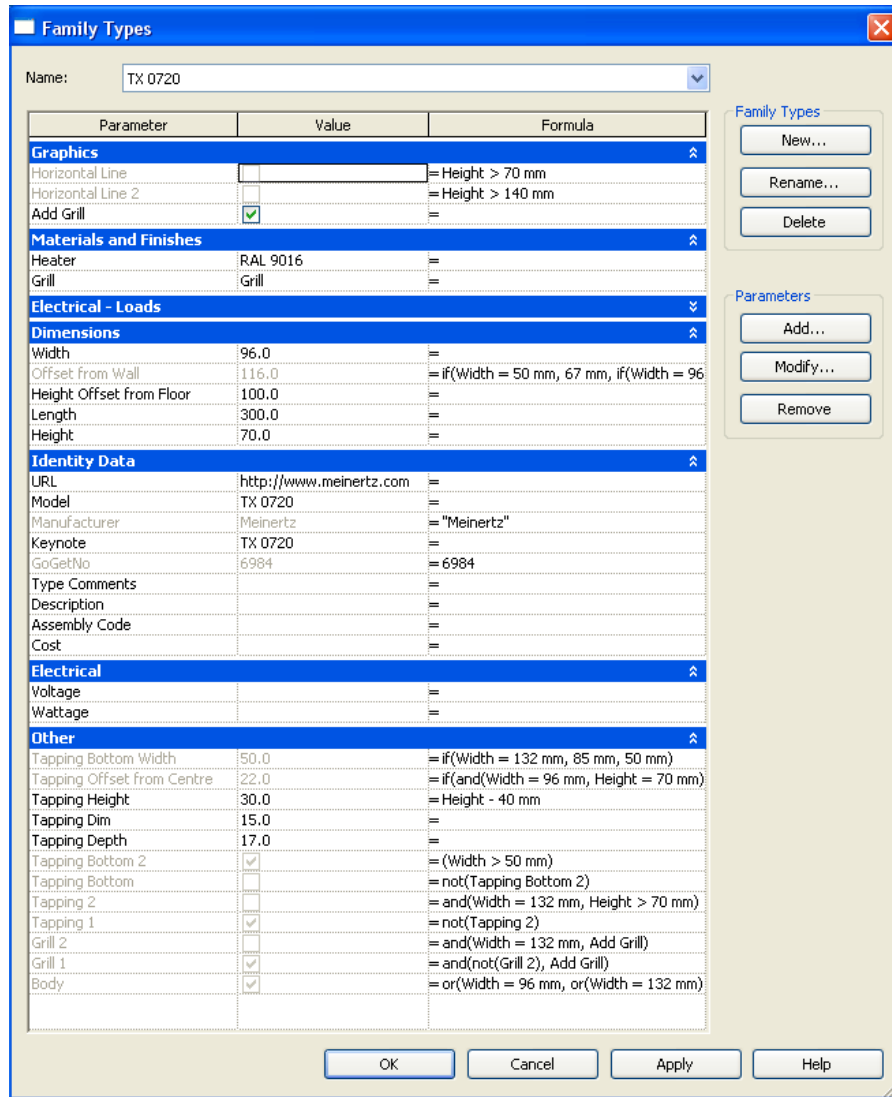 Family Types
Name: TX 0720
Parameter Value Formula
Graphics
Horizontal Line = Height > 70 mm
Horizontal Line 2 = Height > 140 mm
Add Grill =
Materials and Finishes
Heater RAL 9016 =
Grill Grill =
Electrical - Loads
Dimensions
Width 96.0 =
Offset from Wall 116.0 = if(Width = 50 mm, 67 mm, if(Width = 96
Height Offset from Floor 100.0 =
Length 300.0 =
Height 70.0 =
Identity Data
URL http://www.meinertz.com =
Model TX 0720 =
Manufacturer Meinertz = "Meinertz"
Keynote TX 0720 =
GoGetNo 6984 = 6984
Type Comments =
Description =
Assembly Code =
Cost =
Electrical
Voltage =
Wattage =
Other
Tapping Bottom Width 50.0 = if(Width = 132 mm, 85 mm, 50 mm)
Tapping Offset from Centre 22.0 = if(and(Width = 96 mm, Height = 70 mm)
Tapping Height 30.0 = Height - 40 mm
Tapping Dim 15.0 =
Tapping Depth 17.0 =
Tapping Bottom 2 = (Width > 50 mm)
Tapping Bottom = not(Tapping Bottom 2)
Tapping 2 = and(Width = 132 mm, Height > 70 mm)
Tapping 1 = not(Tapping 2)
Grill 2 = and(Width = 132 mm, Add Grill)
Grill 1 = and(not(Grill 2), Add Grill)
Body = or(Width = 96 mm, or(Width = 132 mm)
Family Types
New...
Rename...
Delete
Parameters
Add...
Modify...
Remove
OK Cancel Apply Help